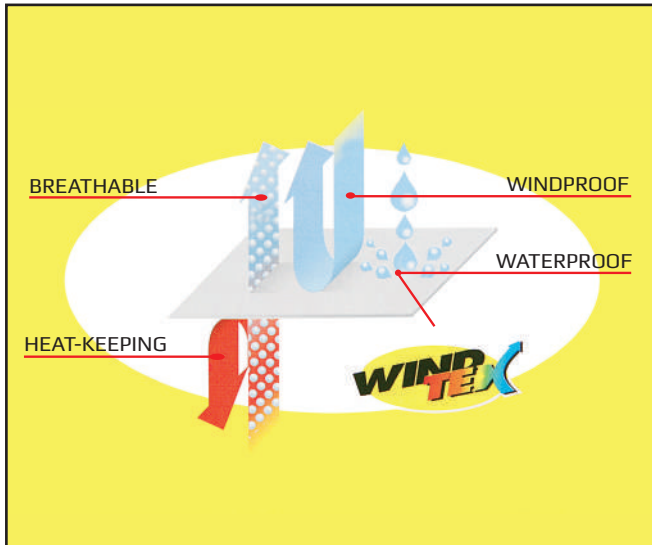 BREATHABLE
WINDPROOF
WATERPROOF
HEAT-KEEPING
WIND
TEX